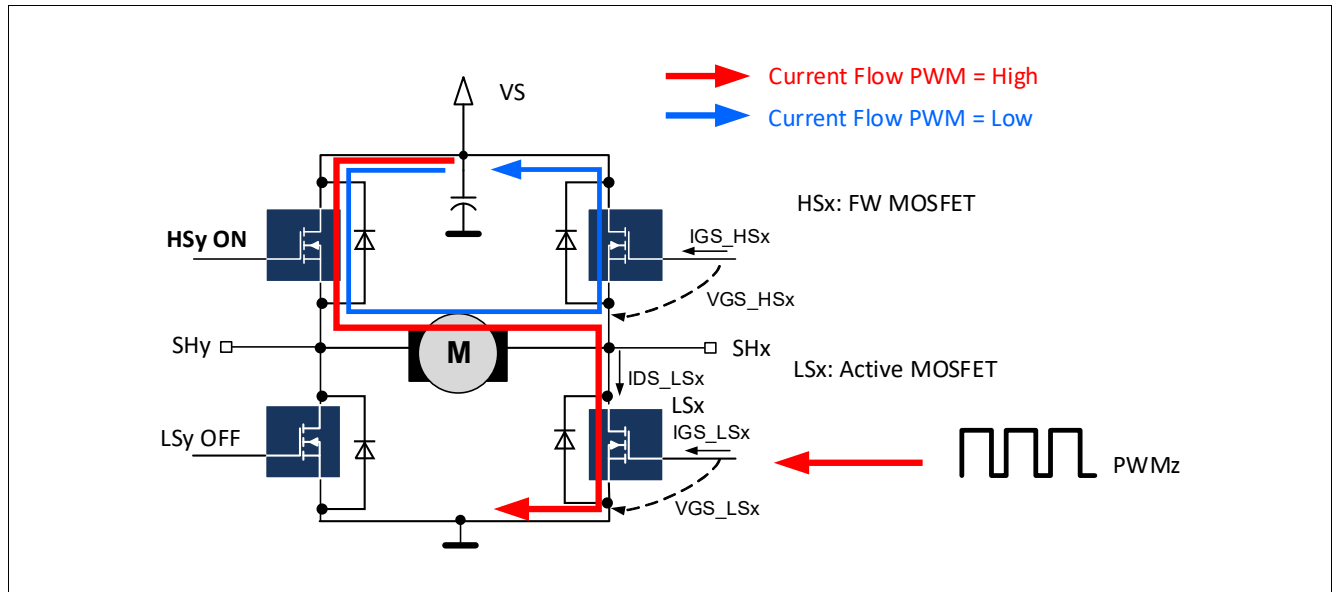 Current Flow PWM = High
VS
Current Flow PWM = Low
HSx: FW MOSFET
HSy ON
IGS_HSx
VGS_HSx
SHy
M
SHx
LSx: Active MOSFET
IDS_LSx
LSx
IGS_LSx
LSy OFF
PWMz
VGS_LSx